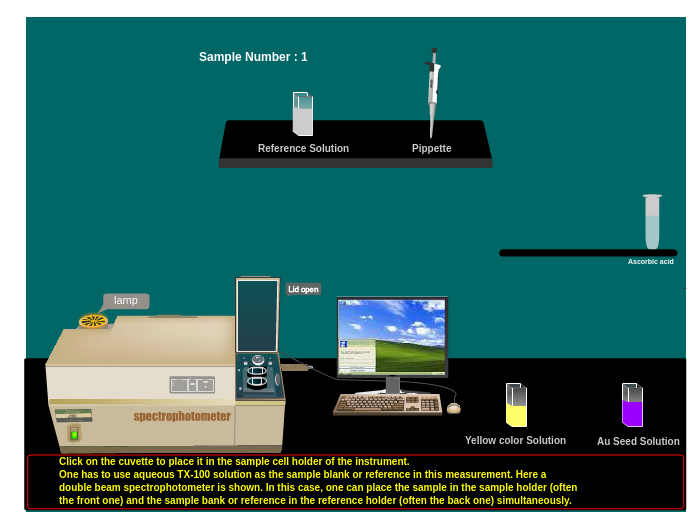 Sample Number : 1
Reference Solution
Pippette
Ascorbic acid
Lid open
lamp
spectrophotometer
Yellow color Solution
Au Seed Solution
Click on the cuvette to place it in the sample cell holder of the instrument.
One has to use aqueous TX-100 solution as the sample blank or reference in this measurement. Here a
double beam spectrophotometer is shown. In this case, one can place the sample in the sample holder (often
the front one) and the sample bank or reference in the reference holder (often the back one) simultaneously.